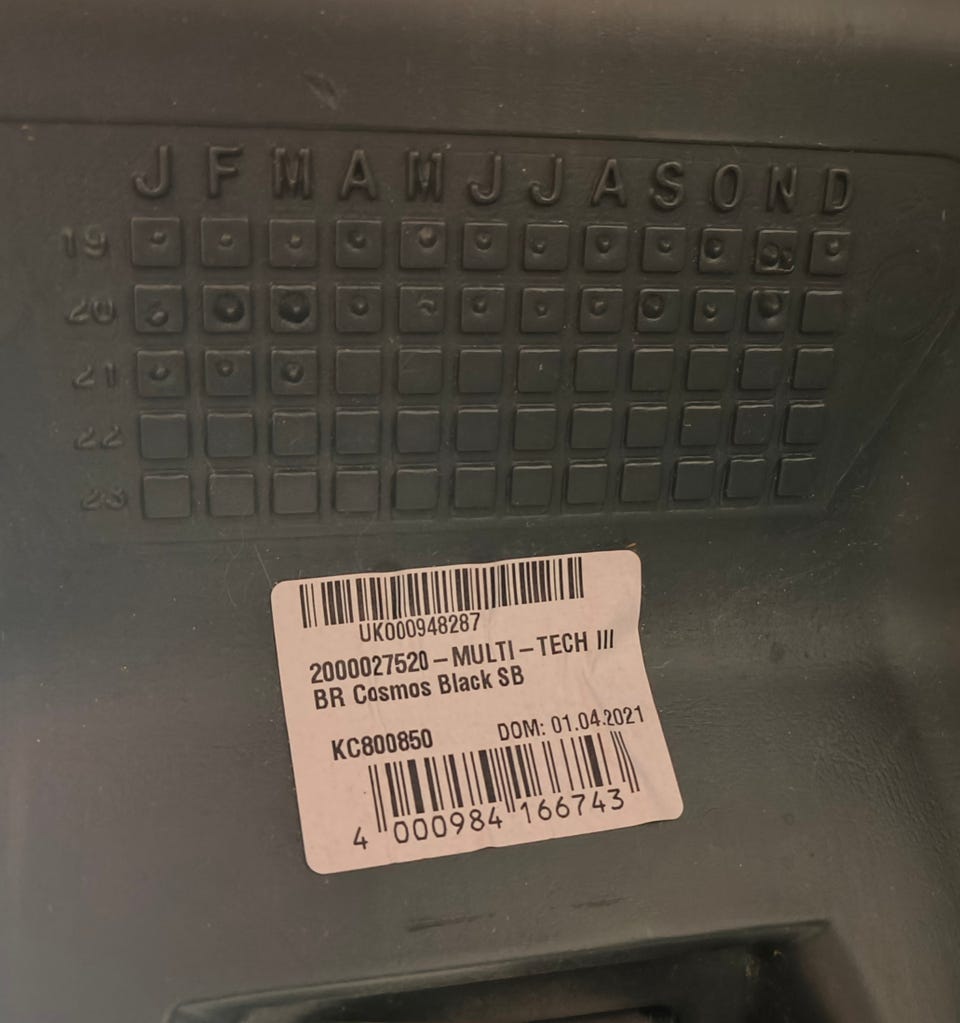 J F M A M J J A S O N D
19
20
21
22
23
UK000948287
2000027520 – MULTI – TECH III
BR Cosmos Black SB
KC800850 DOM: 01.04.2021
4 000984 166743